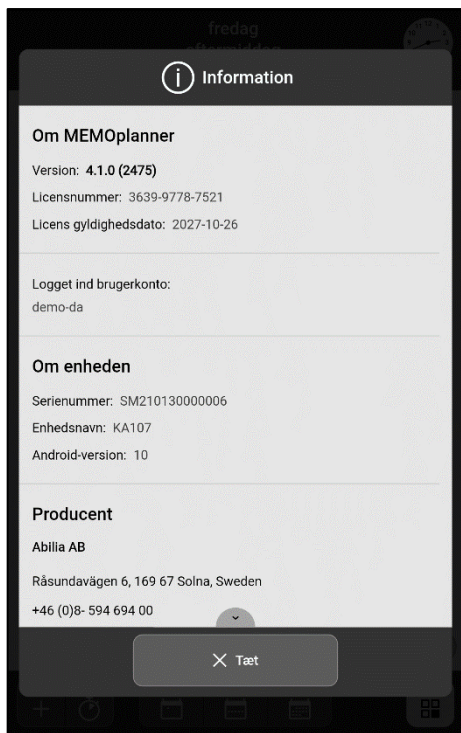 fredag
eftermiddag
Information
Om MEMOplanner
Version: 4.1.0 (2475)
Licensnummer: 3639-9778-7521
Licens gyldighedsdato: 2027-10-26
Logget ind brugerkonto:
demo-da
Om enheden
Serienummer: SM210130000006
Enhedsnavn: KA107
Android-version: 10
Producent
Abilia AB
Råsundavägen 6, 169 67 Solna, Sweden
+46 (0)8- 594 694 00
Tæt